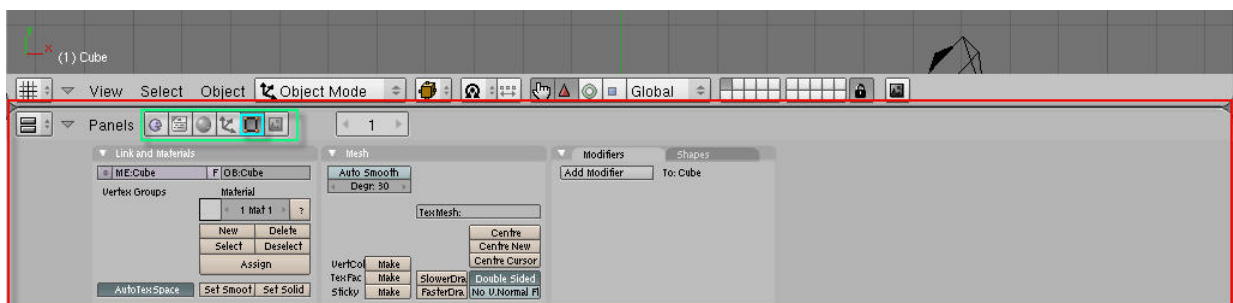 x
(1) Cube
View Select Object Object Mode Global
Panels 1
Link and Materials
ME:Cube F OB:Cube
Vertex Groups Material
1 Mat 1 ?
New Delete
Select Deselect
Assign
AutoTexSpace Set Smoot Set Solid
Mesh
Auto Smooth
Degr: 30
TexMesh:
Centre
Centre New
Centre Cursor
VertCol Make
TexFac Make SlowerDra Double Sided
Sticky Make FasterDra No V.Normal Fl
Modifiers Shapes
Add Modifier To: Cube